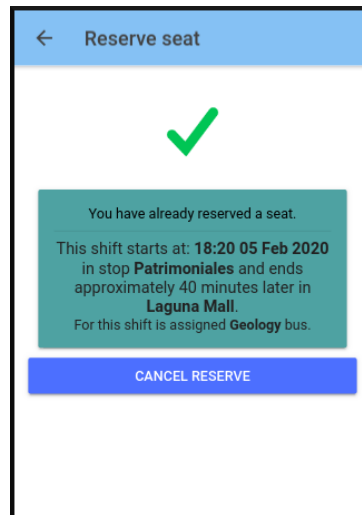 Reserve seat
You have already reserved a seat.
This shift starts at: 18:20 05 Feb 2020
in stop Patrimoniales and ends
approximately 40 minutes later in
Laguna Mall.
For this shift is assigned Geology bus.
CANCEL RESERVE